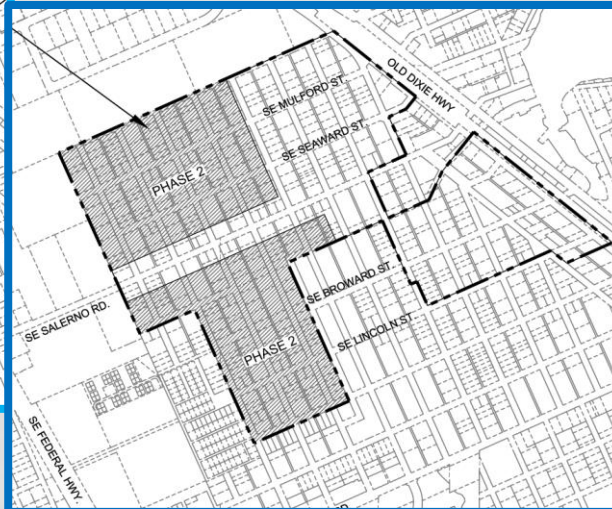 OLD DIXIE HWY
SE MULFORD ST.
SE SEAWARD ST.
PHASE 2
SE BROWARD ST.
SE SALERNO RD.
SE LINCOLN ST
PHASE 2
SE FEDERAL HWY.